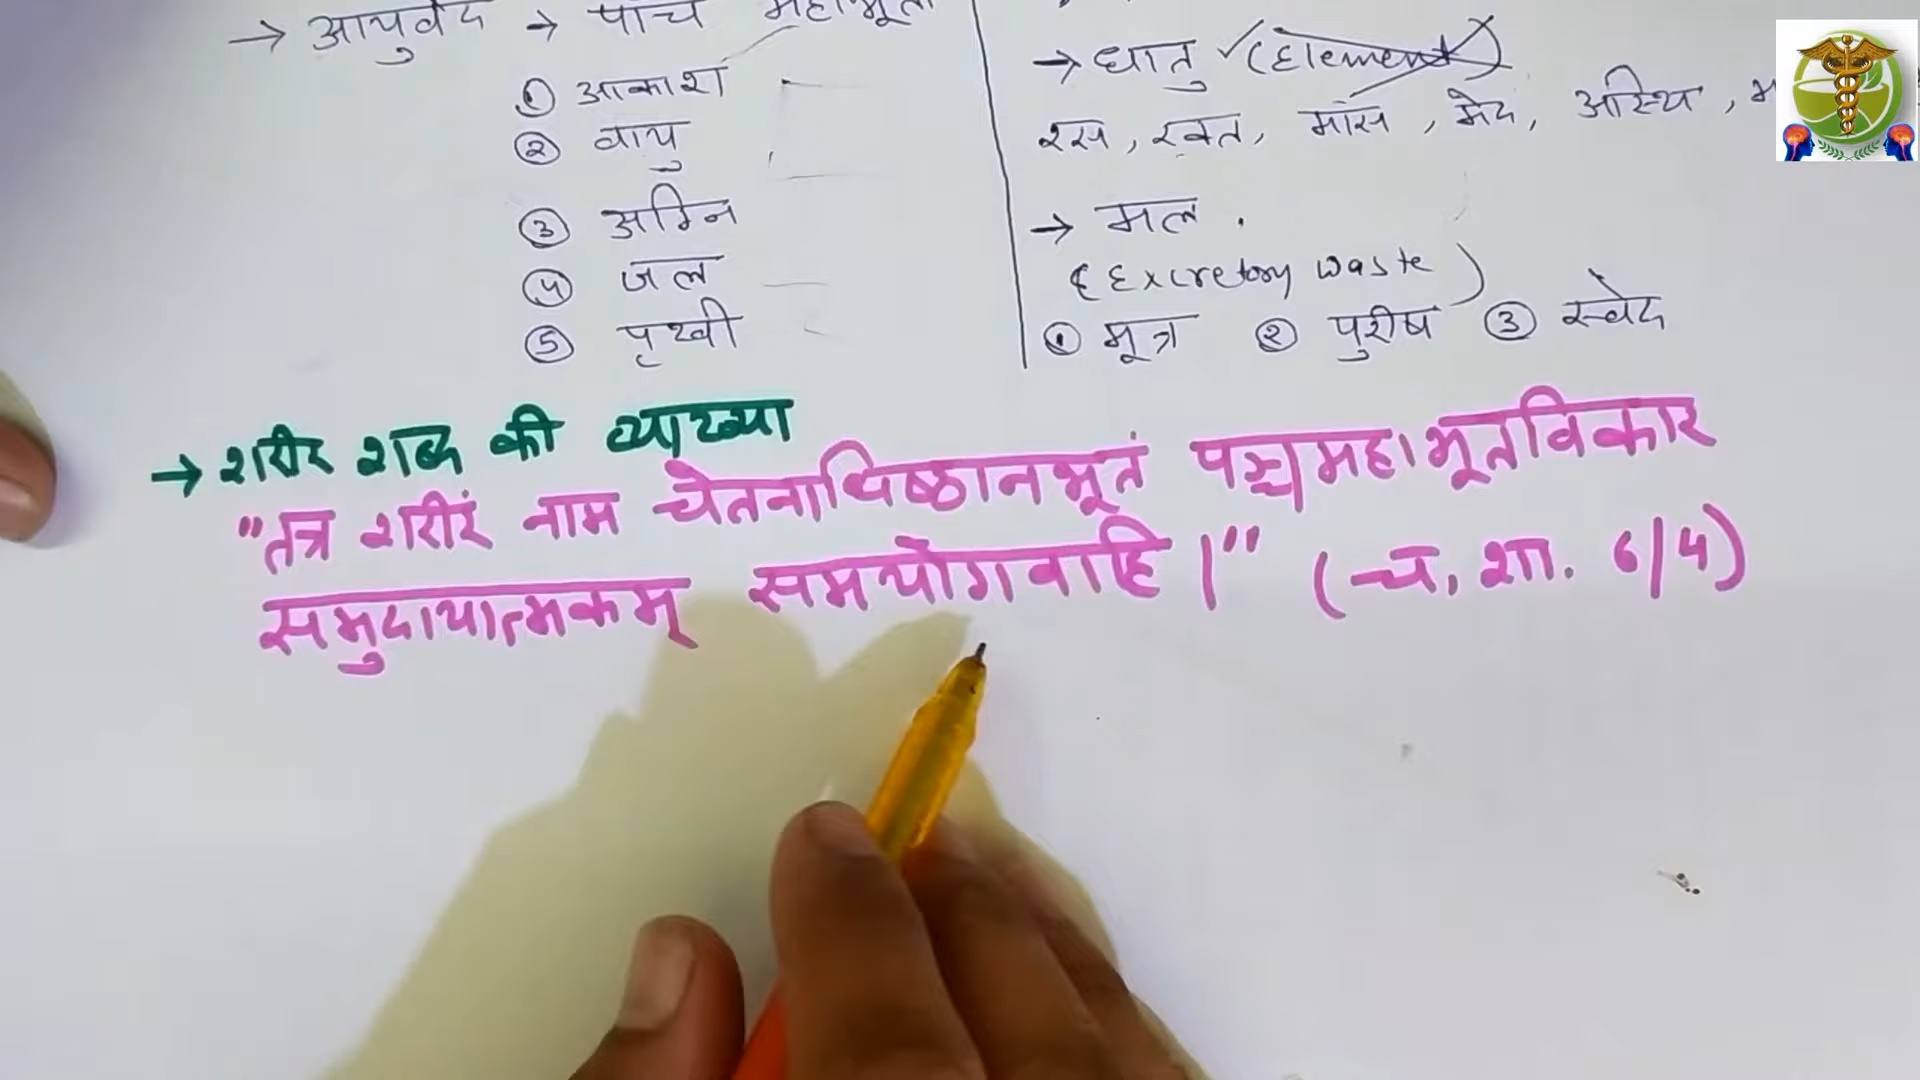 → आयुर्वेद → पाँच महाभूत
① आकाश
② वायु
③ अग्नि
④ जल
⑤ पृथ्वी
→ धातु ✓ (Element)
रस, रक्त, मांस, मेद, अस्थि,
→ मल .
(Excretory waste)
① मूत्र ② पुरीष ③ स्वेद
→ शरीर शब्द की व्याख्या
"तत्र शरीरं नाम चेतनाधिष्ठानभूतं पञ्चमहाभूतविकार
समुदायात्मकम् समयोगवाहि।" (च. शा. 6/4)